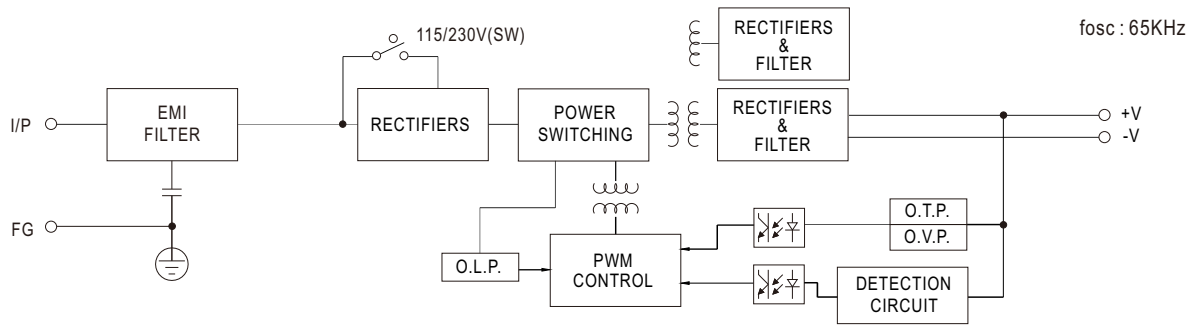 115/230V(SW)
RECTIFIERS
&
FILTER
fosc : 65KHz
I/P
EMI
FILTER
RECTIFIERS
POWER
SWITCHING
RECTIFIERS
&
FILTER
+V
-V
FG
O.L.P.
PWM
CONTROL
O.T.P.
O.V.P.
DETECTION
CIRCUIT